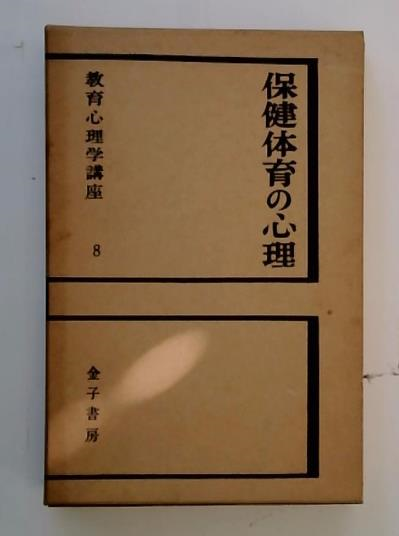 保健体育の心理
教育心理学講座 8
金子書房